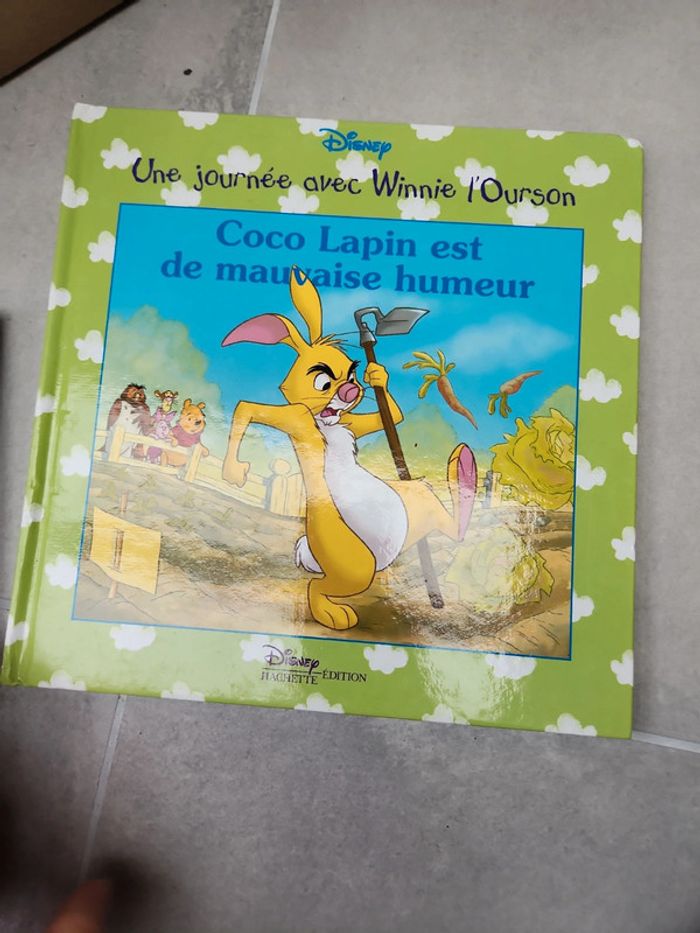 Disney
Une journée avec Winnie l'Ourson
Coco Lapin est
de mauvaise humeur
Disney
HACHETTE ÉDITION